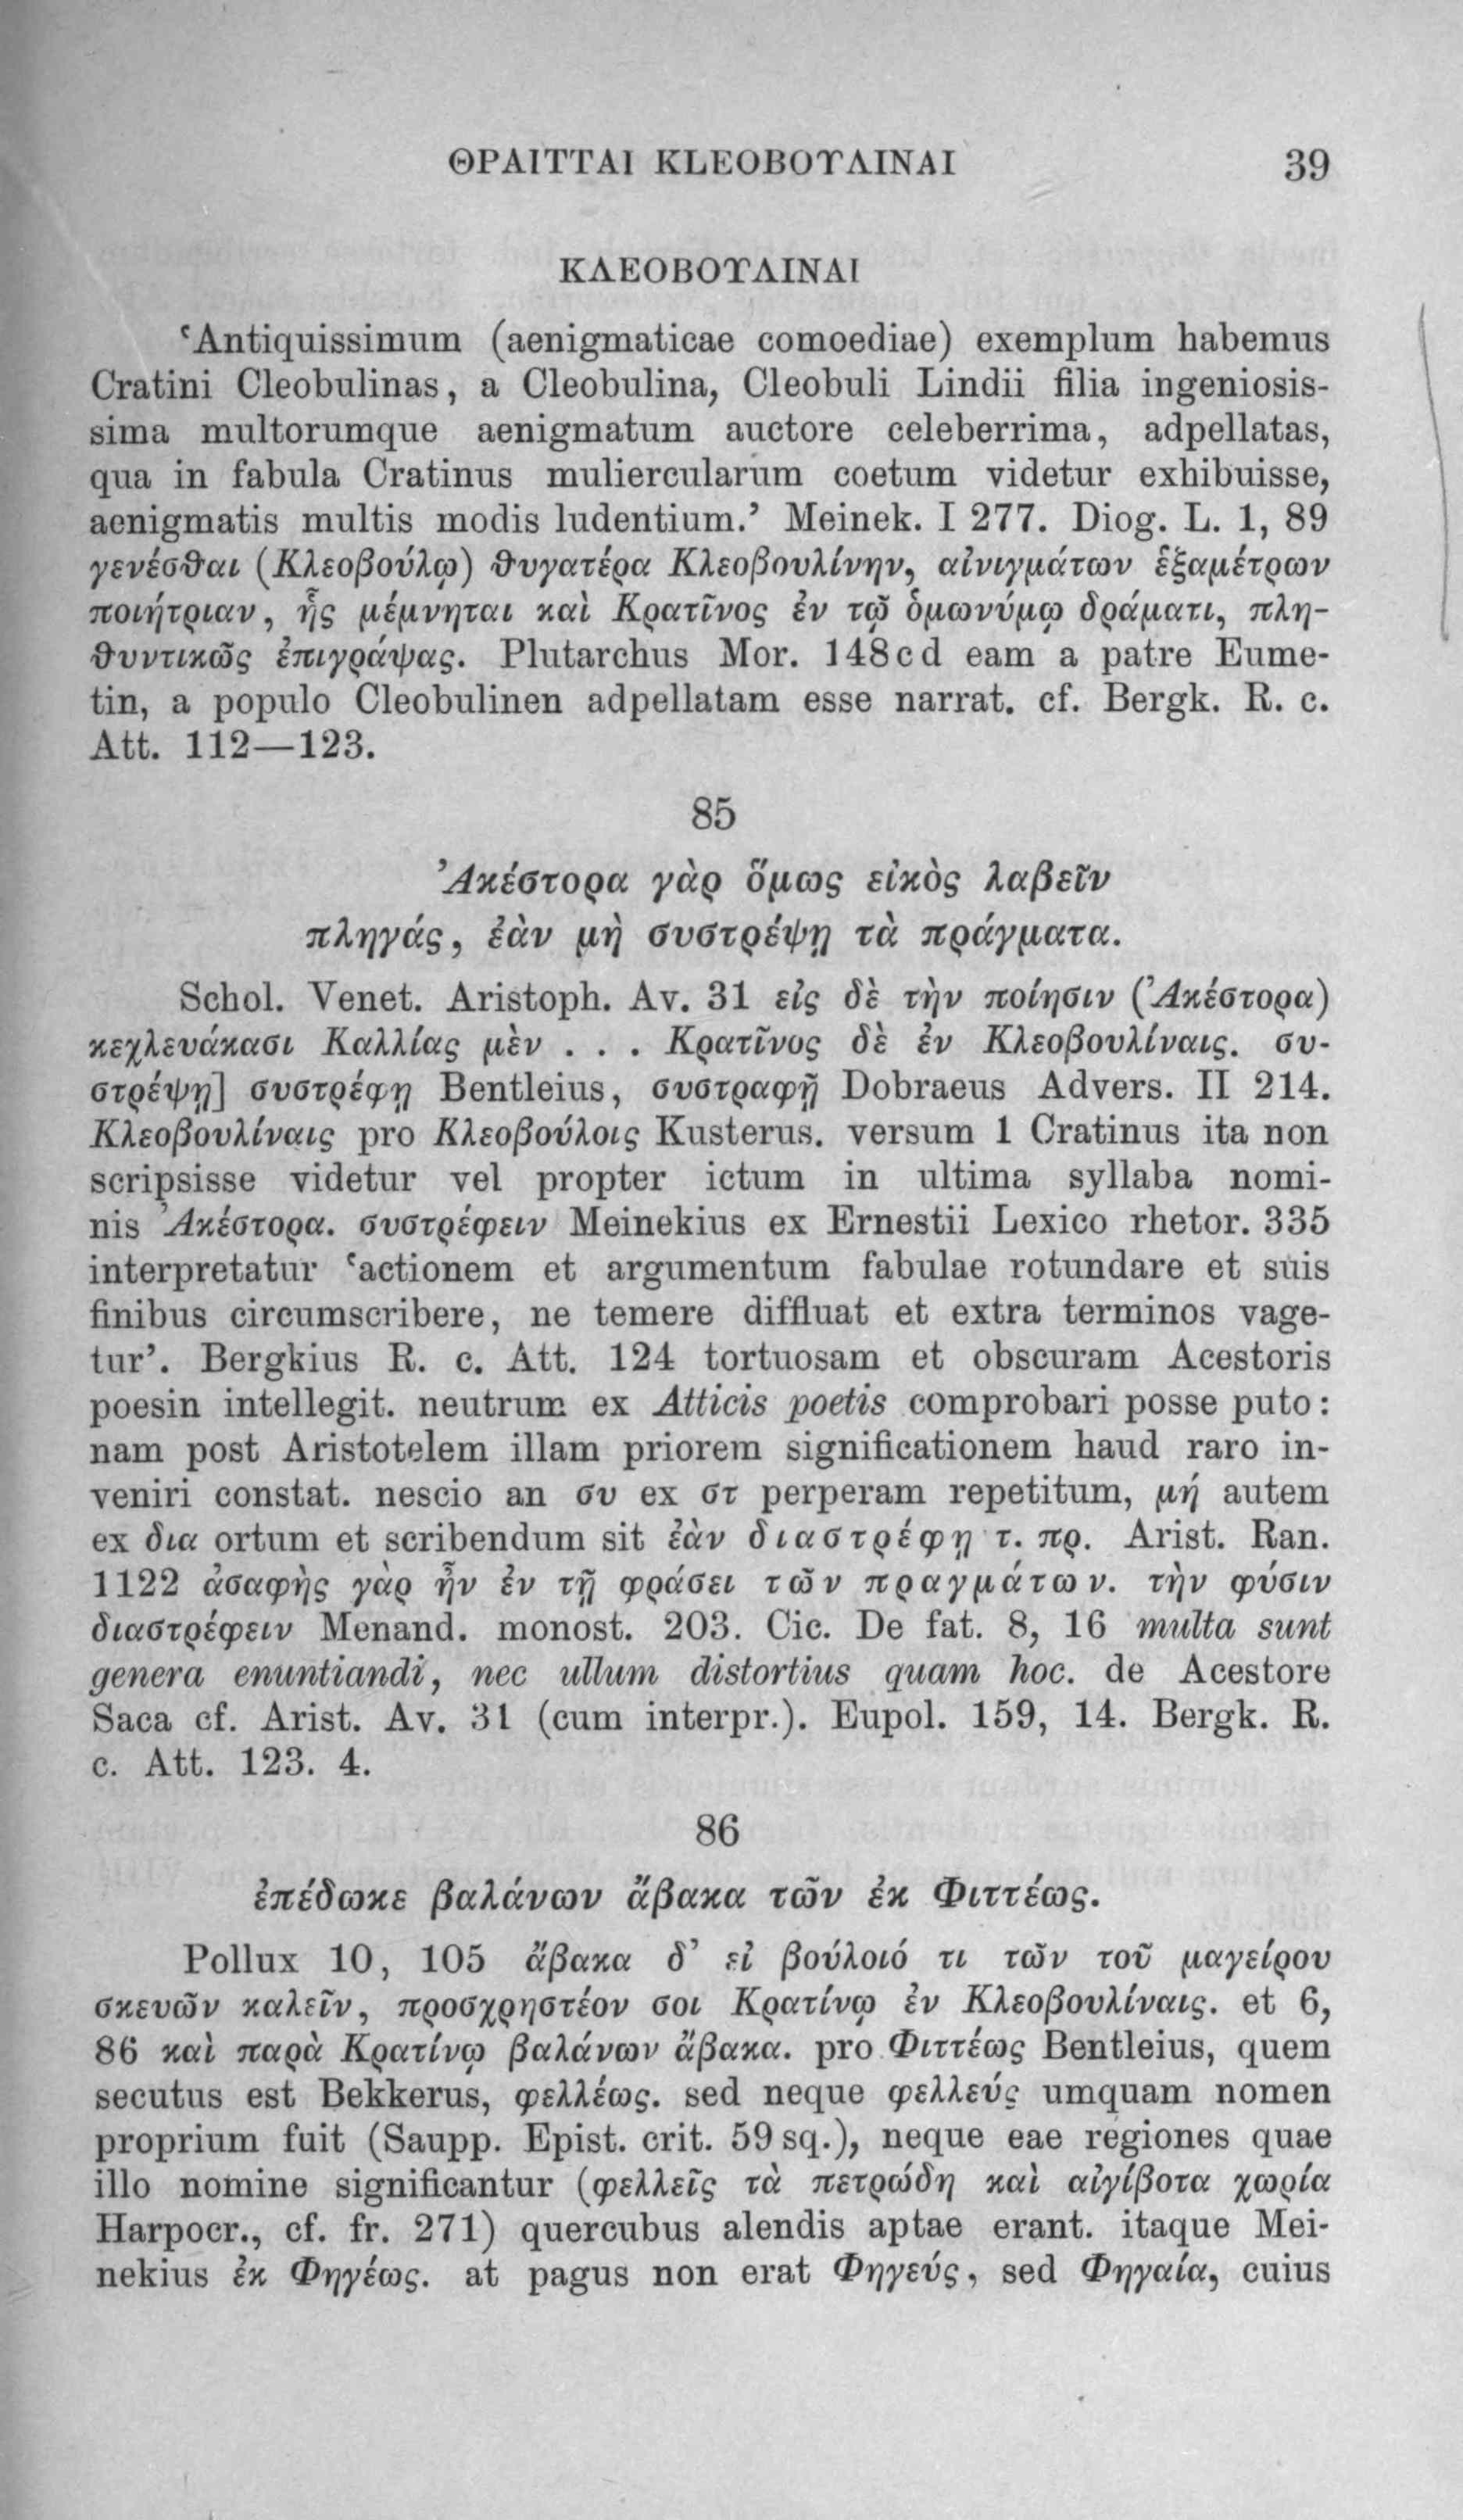 ΘΡΑΙΤΤΑΙ KLEOBOΥΛΙΝΑΙ 39
ΚΛΕΟΒΟΥΛΙΝΑΙ
‘Antiquissimum (aenigmaticae comoediae) exemplum habemus
Cratini Cleobulinas, a Cleobulina, Cleobuli Lindii filia ingeniosis-
sima multorumque aenigmatum auctore celeberrima, adpellatas,
qua in fabula Cratinus muliercularum coetum videtur exhibuisse,
aenigmatis multis modis ludentium.’ Meinek. I 277. Diog. L. 1, 89
γενέσθαι (Κλεοβούλῳ) θυγατέρα Κλεοβουλίνην, αἰνιγμάτων ἑξαμέτρων
ποιήτριαν, ἧς μέμνηται καὶ Κρατῖνος ἐν τῷ ὁμωνύμῳ δράματι, πλη-
θυντικῶς ἐπιγράψας. Plutarchus Mor. 148cd eam a patre Eume-
tin, a populo Cleobulinen adpellatam esse narrat. cf. Bergk. R. c.
Att. 112—123.
85
Ἀκέστορα γὰρ ὅμως εἰκὸς λαβεῖν
πληγάς, ἐὰν μὴ συστρέψῃ τὰ πράγματα.
Schol. Venet. Aristoph. Av. 31 εἰς δὲ τὴν ποίησιν (Ἀκέστορα)
κεχλευάκασι Καλλίας μὲν . . . Κρατῖνος δὲ ἐν Κλεοβουλίναις. συ-
στρέψῃ] συστρέφῃ Bentleius, συστραφῇ Dobraeus Advers. II 214.
Κλεοβουλίναις pro Κλεοβούλοις Kusterus. versum 1 Cratinus ita non
scripsisse videtur vel propter ictum in ultima syllaba nomi-
nis Ἀκέστορα. συστρέφειν Meinekius ex Ernestii Lexico rhetor. 335
interpretatur ‘actionem et argumentum fabulae rotundare et suis
finibus circumscribere, ne temere diffluat et extra terminos vage-
tur’. Bergkius R. c. Att. 124 tortuosam et obscuram Acestoris
poesin intellegit. neutrum ex Atticis poetis comprobari posse puto:
nam post Aristotelem illam priorem significationem haud raro in-
veniri constat. nescio an συ ex στ perperam repetitum, μή autem
ex δια ortum et scribendum sit ἐὰν διαστρέφῃ τ. πρ. Arist. Ran.
1122 ἀσαφὴς γὰρ ἦν ἐν τῇ φράσει τῶν πραγμάτων. τὴν φύσιν
διαστρέφειν Menand. monost. 203. Cic. De fat. 8, 16 multa sunt
genera enuntiandi, nec ullum distortius quam hoc. de Acestore
Saca cf. Arist. Av. 31 (cum interpr.). Eupol. 159, 14. Bergk. R.
c. Att. 123. 4.
86
ἐπέδωκε βαλάνων ἄβακα τῶν ἐκ Φιττέως.
Pollux 10, 105 ἄβακα δ’ εἰ βούλοιό τι τῶν τοῦ μαγείρου
σκευῶν καλεῖν, προσχρηστέον σοι Κρατίνῳ ἐν Κλεοβουλίναις. et 6,
86 καὶ παρὰ Κρατίνῳ βαλάνων ἄβακα. pro Φιττέως Bentleius, quem
secutus est Bekkerus, φελλέως. sed neque φελλεύς umquam nomen
proprium fuit (Saupp. Epist. crit. 59 sq.), neque eae regiones quae
illo nomine significantur (φελλεῖς τὰ πετρώδη καὶ αἰγίβοτα χωρία
Harpocr., cf. fr. 271) quercubus alendis aptae erant. itaque Mei-
nekius ἐκ Φηγέως. at pagus non erat Φηγεύς, sed Φηγαία, cuius